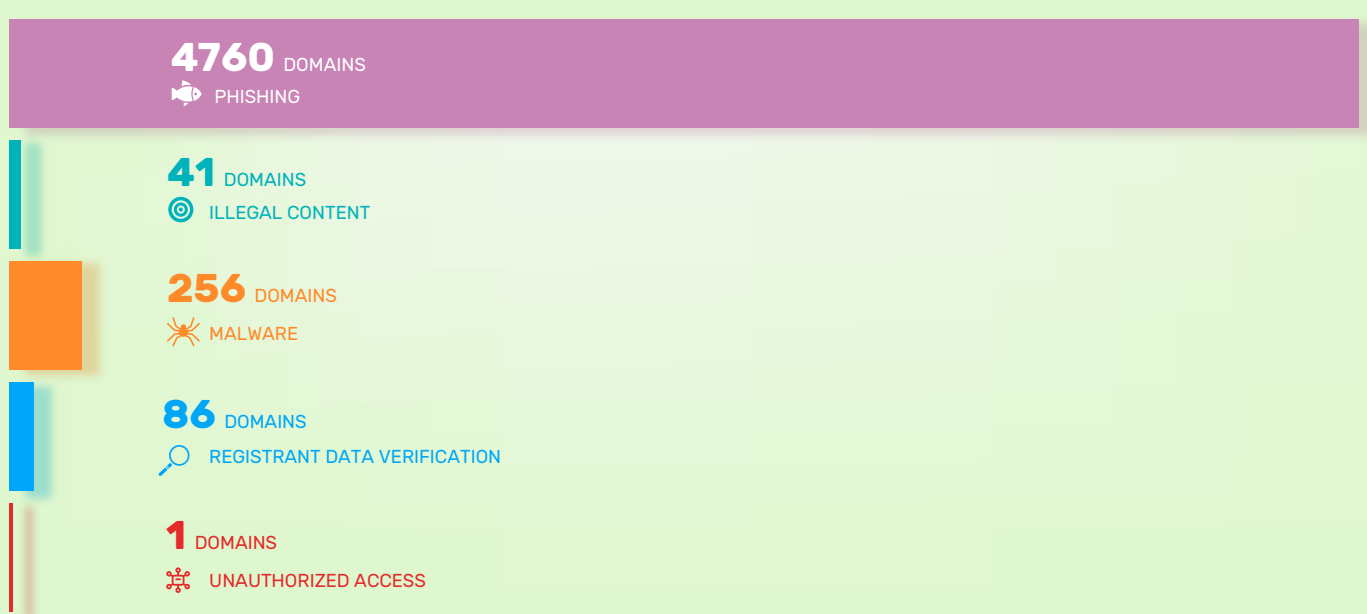 4760 DOMAINS
PHISHING
41 DOMAINS
ILLEGAL CONTENT
256 DOMAINS
MALWARE
86 DOMAINS
REGISTRANT DATA VERIFICATION
1 DOMAINS
UNAUTHORIZED ACCESS